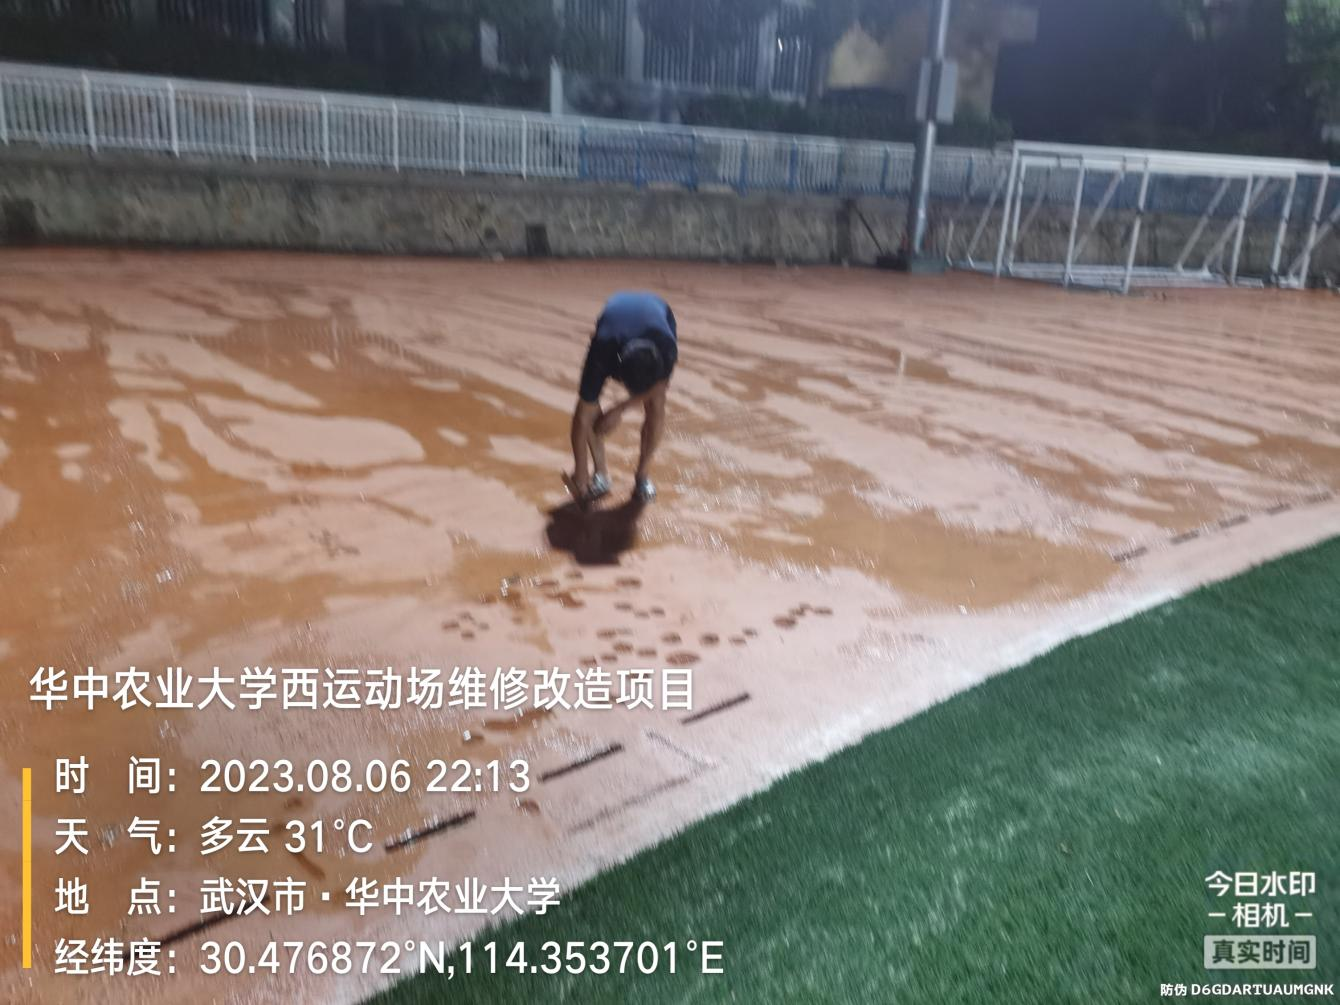 华中农业大学西运动场维修改造项目
时 间：2023.08.06 22:13
天 气：多云 31°C
地 点：武汉市·华中农业大学
经纬度：30.476872°N,114.353701°E
今日水印
-相机-
真实时间
防伪 D6GDARTUAUMGNK